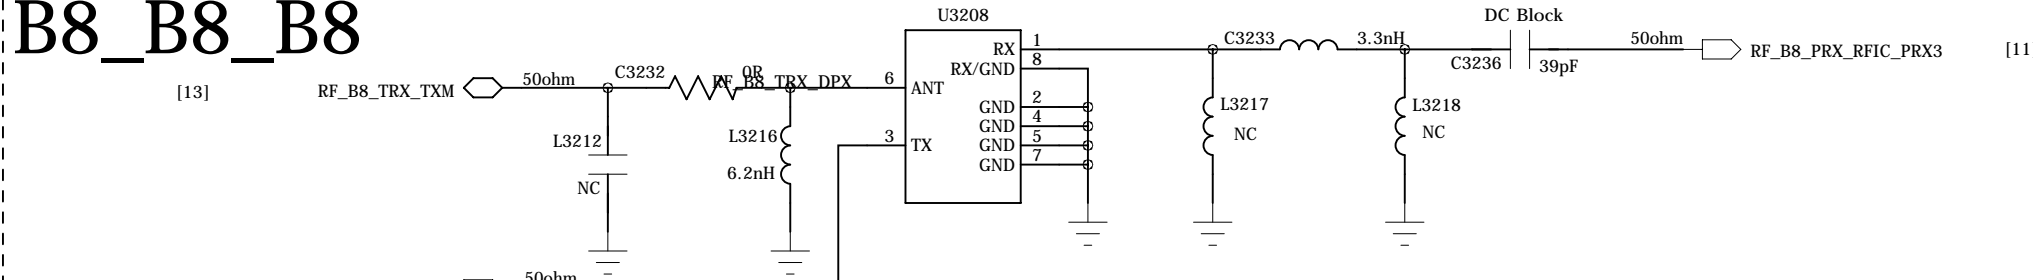 B8_B8_B8
U3208
DC Block
RX
1
C3233
3.3nH
50ohm
RF_B8_PRX_RFIC_PRX3
[11
RX/GND
8
C3236
39pF
[13]
RF_B8_TRX_TXM
50ohm
C3232
0R
RF_B8_TRX_DPX
6
ANT
GND
2
L3217
L3218
GND
4
NC
NC
L3212
L3216
3
TX
GND
5
GND
7
NC
6.2nH
50ohm